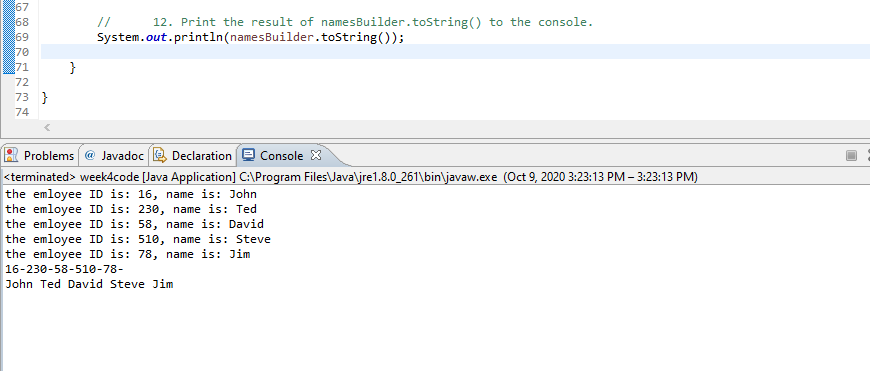 67
68 // 12. Print the result of namesBuilder.toString() to the console.
69 System.out.println(namesBuilder.toString());
70
71 }
72
73 }
74
Problems @ Javadoc Declaration Console
<terminated> week4code [Java Application] C:\Program Files\Java\jre1.8.0_261\bin\javaw.exe (Oct 9, 2020 3:23:13 PM – 3:23:13 PM)
the emloyee ID is: 16, name is: John
the emloyee ID is: 230, name is: Ted
the emloyee ID is: 58, name is: David
the emloyee ID is: 510, name is: Steve
the emloyee ID is: 78, name is: Jim
16-230-58-510-78-
John Ted David Steve Jim